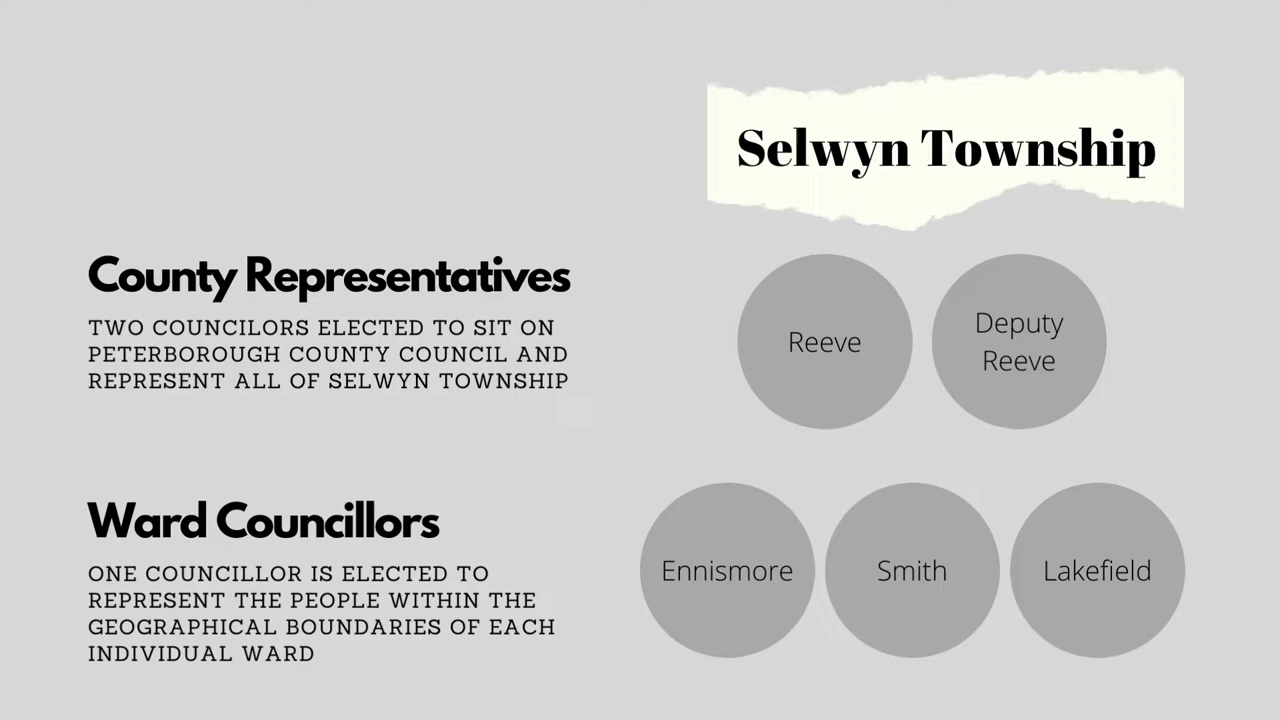 Selwyn Township
County Representatives
TWO COUNCILORS ELECTED TO SIT ON
PETERBOROUGH COUNTY COUNCIL AND
REPRESENT ALL OF SELWYN TOWNSHIP
Reeve
Deputy
Reeve
Ward Councillors
ONE COUNCILLOR IS ELECTED TO
REPRESENT THE PEOPLE WITHIN THE
GEOGRAPHICAL BOUNDARIES OF EACH
INDIVIDUAL WARD
Ennismore
Smith
Lakefield